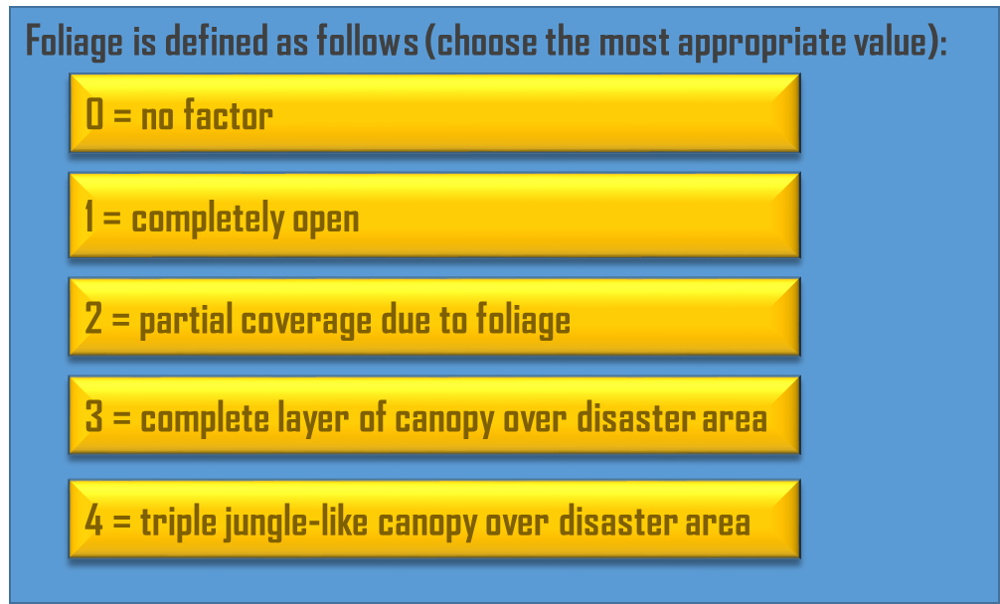 Foliage is defined as follows (choose the most appropriate value):
0 = no factor
1 = completely open
2 = partial coverage due to foliage
3 = complete layer of canopy over disaster area
4 = triple jungle-like canopy over disaster area